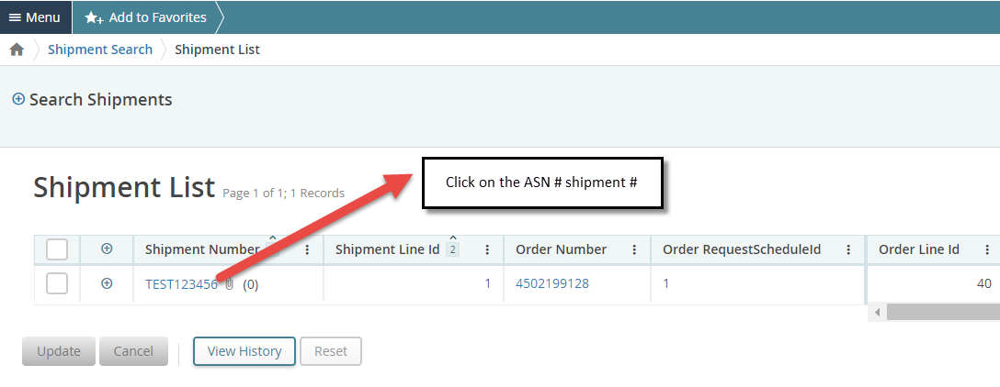 Menu Add to Favorites
Shipment Search Shipment List
Search Shipments
Click on the ASN # shipment #
Shipment List Page 1 of 1; 1 Records
Shipment Number Shipment Line Id 2 Order Number Order RequestScheduleId Order Line Id
TEST123456 (0) 1 4502199128 1 40
Update Cancel View History Reset